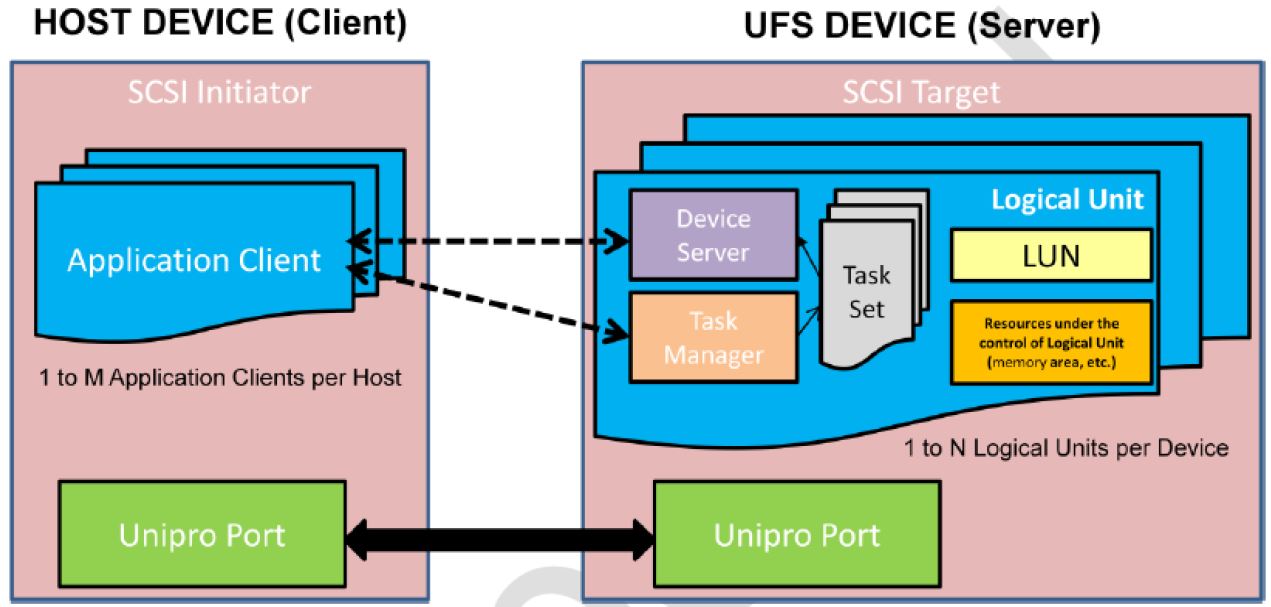 HOST DEVICE (Client)
UFS DEVICE (Server)
SCSI Initiator
Application Client
1 to M Application Clients per Host
Unipro Port
SCSI Target
Logical Unit
Device
Server
Task
Manager
Task
Set
LUN
Resources under the
control of Logical Unit
(memory area, etc.)
1 to N Logical Units per Device
Unipro Port